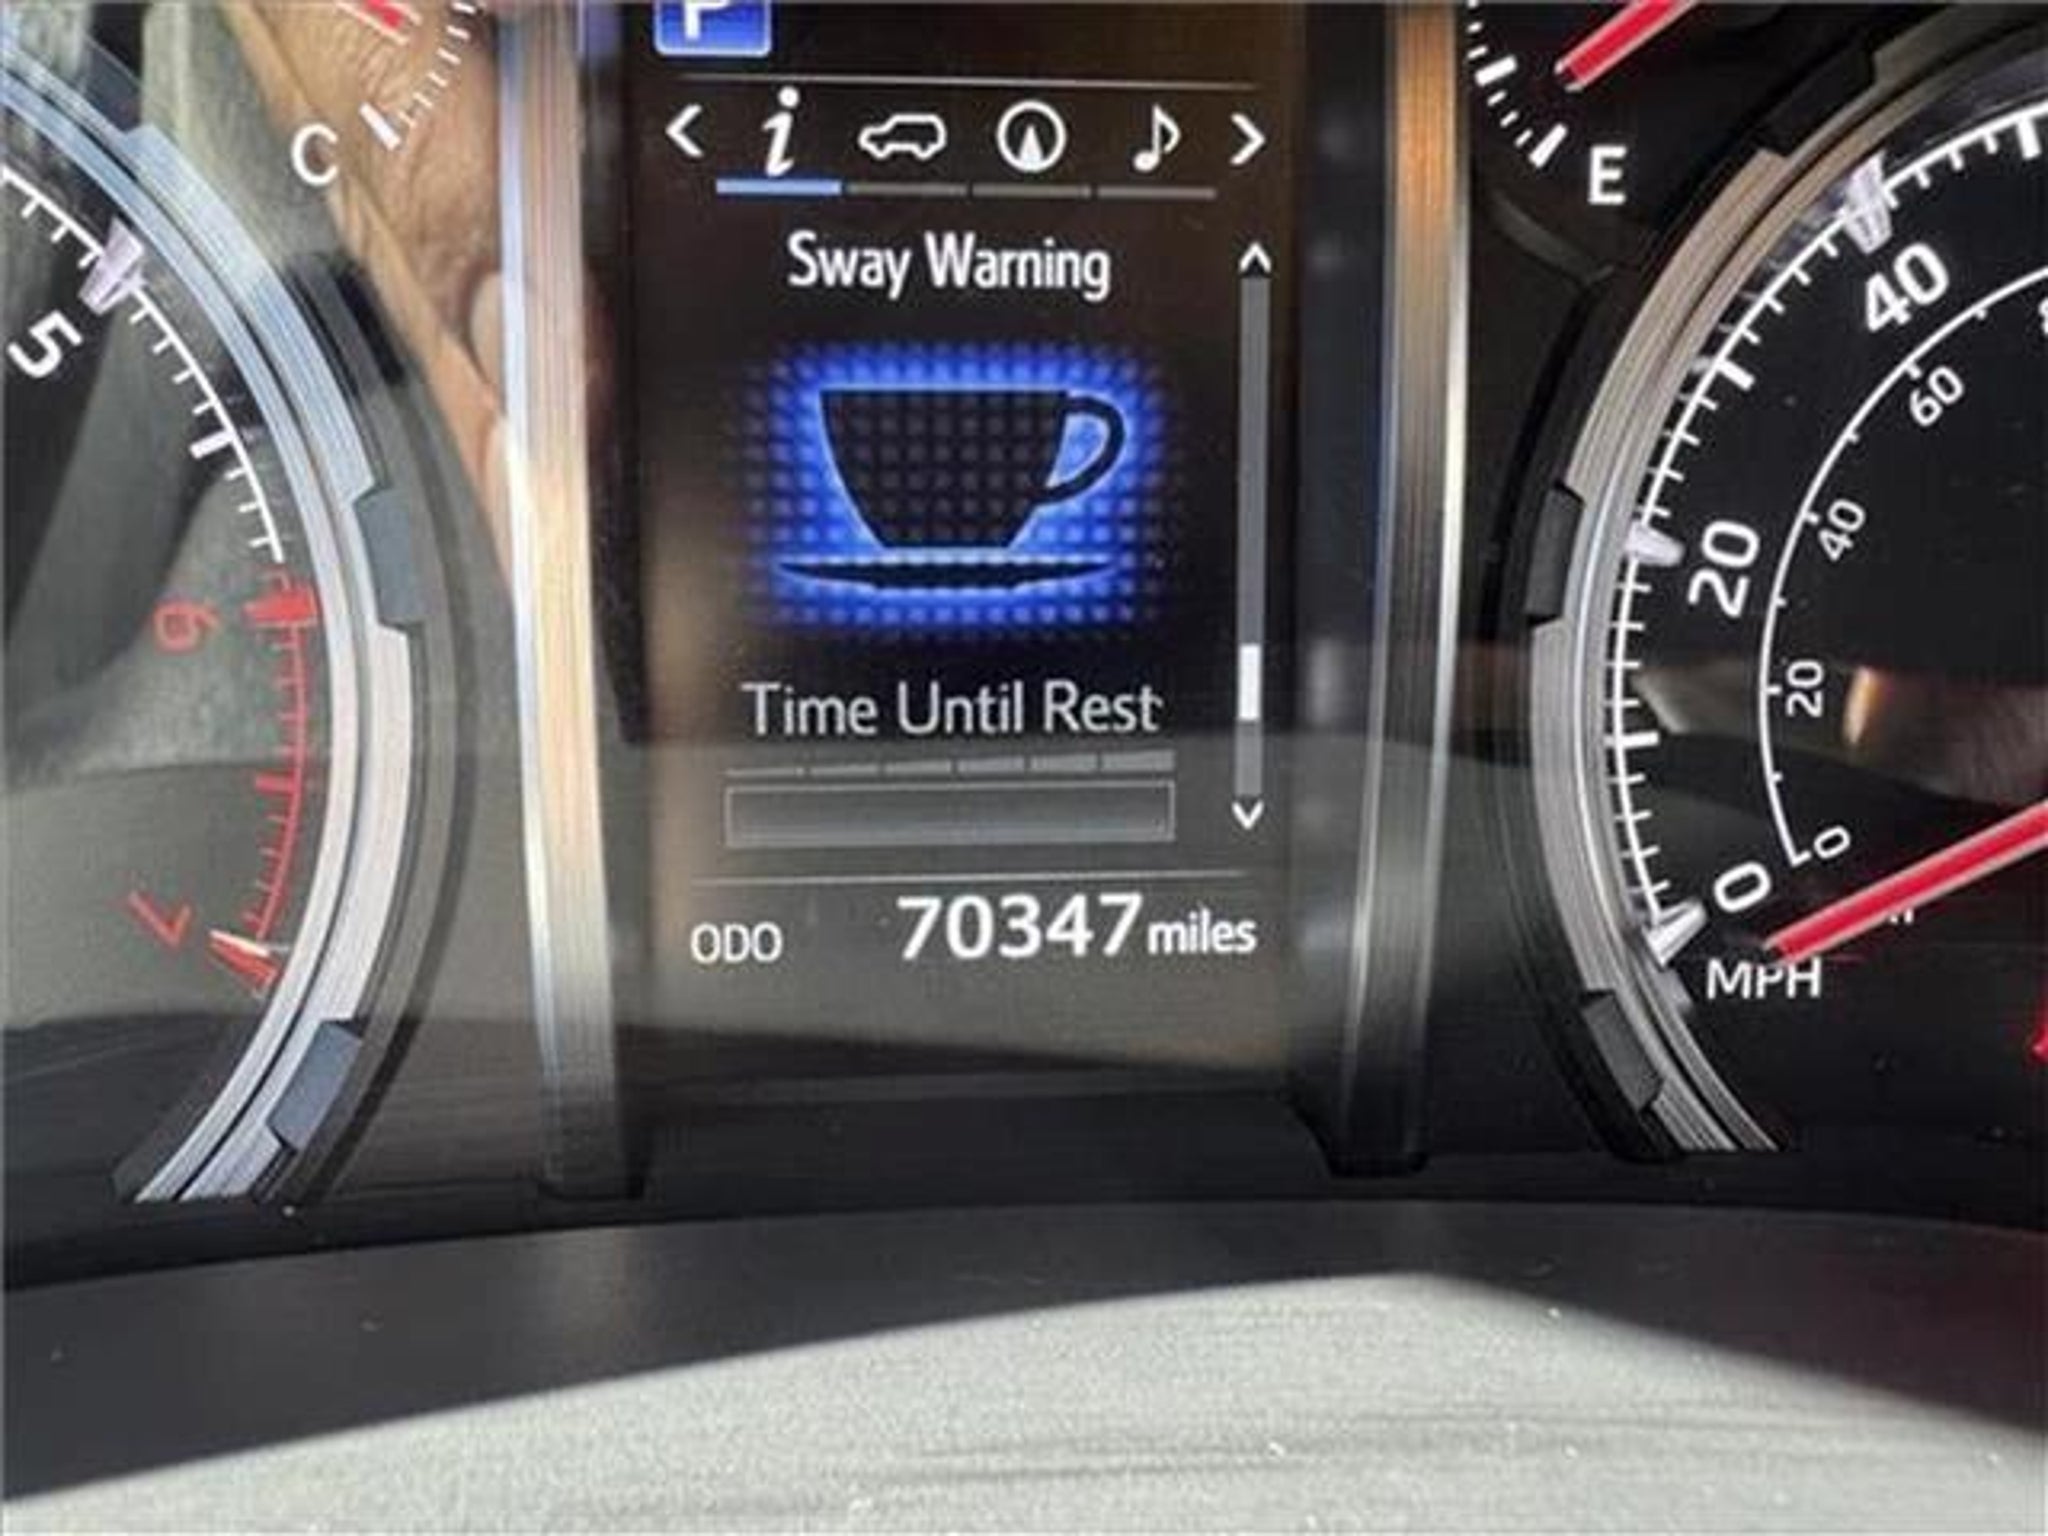 P
C
E
Sway Warning
5
40
60
40
20
6
Time Until Rest
20
0
7
0
ODO 70347 miles
MPH